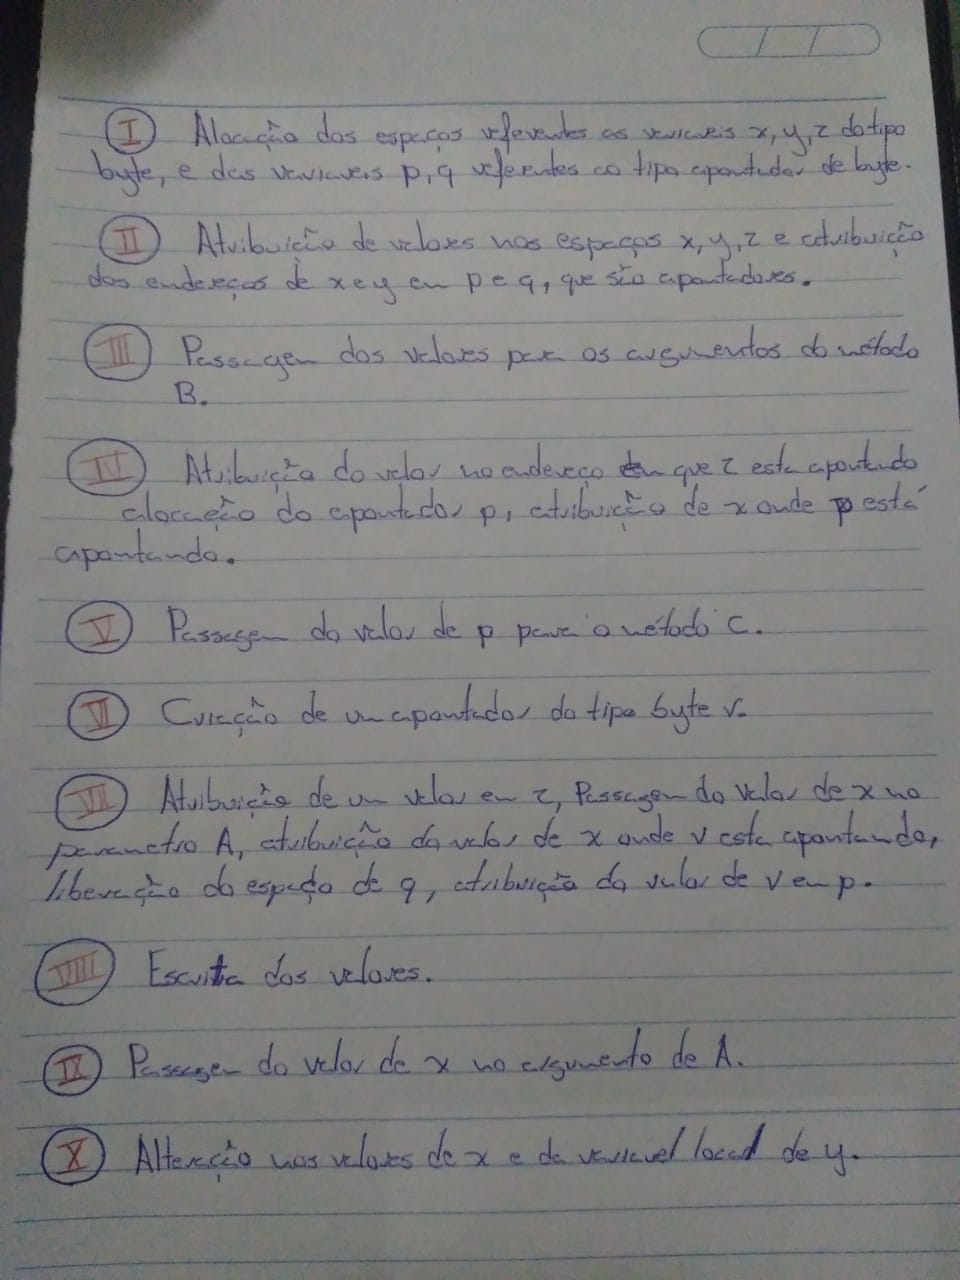 I Alocação dos espaços referentes as variaveis x, y, z do tipo
byte, e das variaveis p, q referentes ao tipo apontador de byte.
II Atribuição de valores nos espaços x, y, z e atribuição
dos endereços de x e y em p e q, que são apontadores.
III Passagem dos valores para os argumentos do método
B.
IV Atribuição do valor no endereço em que z esta apontando
alocação do apontador p, atribuição de x onde p está
apontando.
V Passagem do valor de p para o método C.
VI Criação de um apontador do tipo byte r.
VII Atribuição de um valor em z, Passagem do valor de x no
parametro A, atribuição do valor de x onde r esta apontando,
liberação do espaço de q, atribuição do valor de r em p.
VIII Escrita dos valores.
IX Passagem do valor de x no argumento de A.
X Alteração nos valores de x e da variavel local de y.